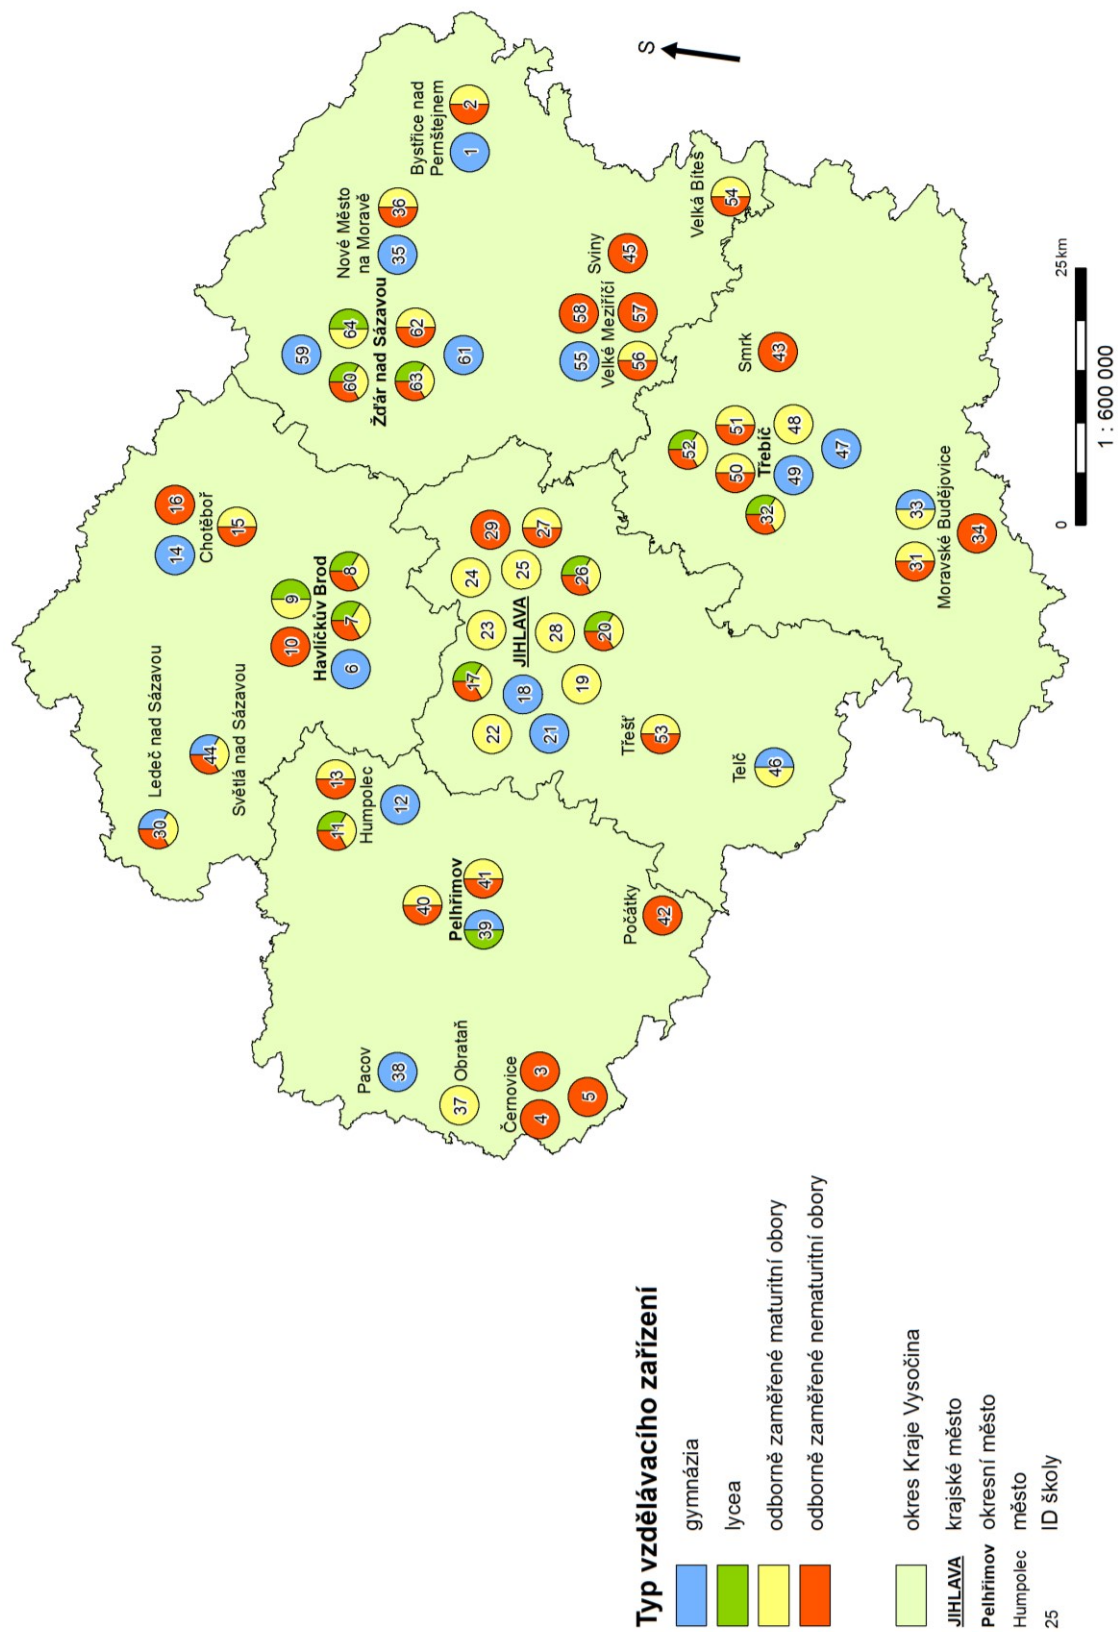 Ledeč nad Sázavou
30
44
Světlá nad Sázavou
14
16
Chotěboř
15
10
9
Havlíčkův Brod
6
7
8
59
60
64
Žďár nad Sázavou
63
62
61
Nové Město
na Moravě
35
36
Bystřice nad
Pernštejnem
1
2
11
13
Humpolec
12
Pacov
38
37
Obrataň
40
Pelhřimov
39
41
Černovice
4
3
5
Počátky
42
17
23
24
29
22
18
JIHLAVA
25
27
21
28
26
19
20
Třešť
53
Telč
46
55
58
Velké Meziříčí
56
57
Sviny
45
Velká Bíteš
54
52
50
51
Třebíč
32
49
48
47
Smrk
43
31
33
Moravské Budějovice
34
S
0
25 km
1 : 600 000
Typ vzdělávacího zařízení
gymnázia
lycea
odborně zaměřené maturitní obory
odborně zaměřené nematuritní obory
okres Kraje Vysočina
JIHLAVA krajské město
Pelhřimov okresní město
Humpolec město
25 ID školy